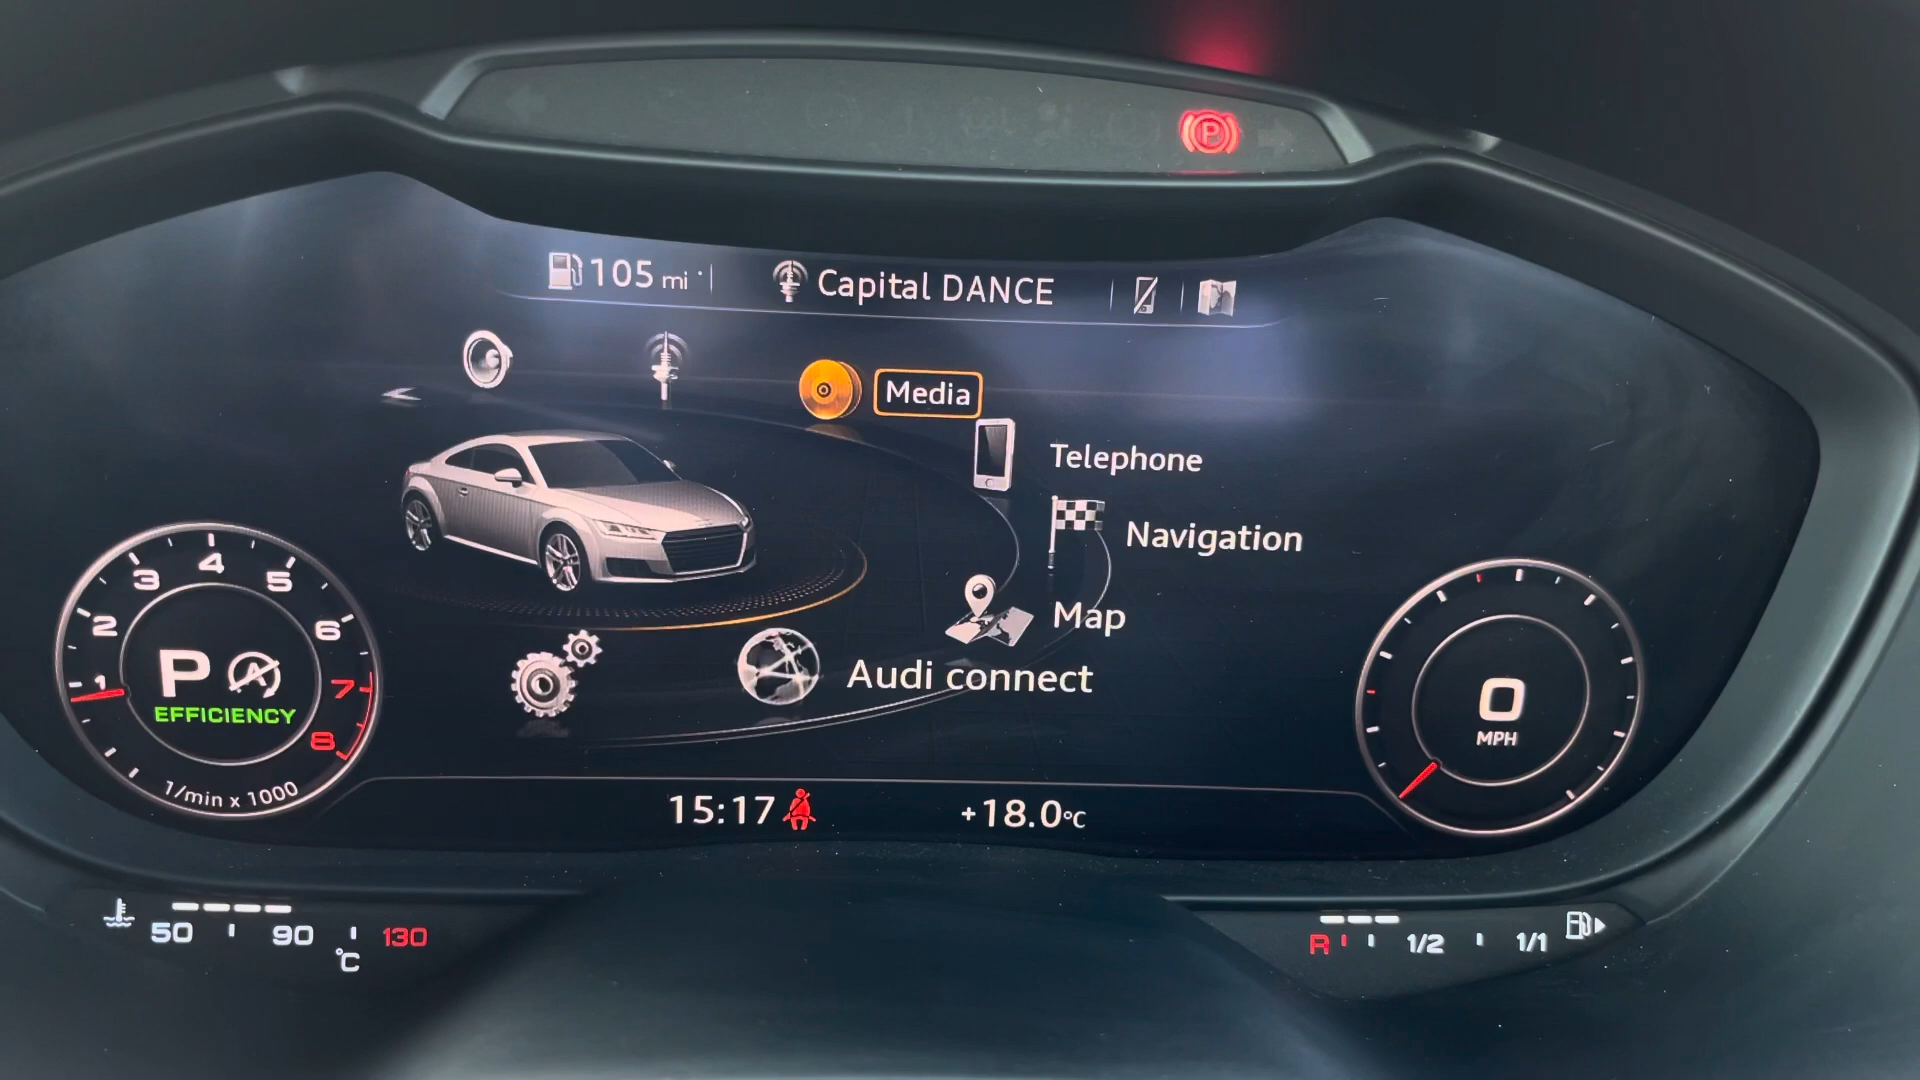 P
105 mi
Capital DANCE
Media
Telephone
Navigation
Map
Audi connect
1 2 3 4 5 6 7 8
P A
EFFICIENCY
1/min x 1000
0
MPH
15:17
+18.0°C
50 90 130
°C
R 1/2 1/1